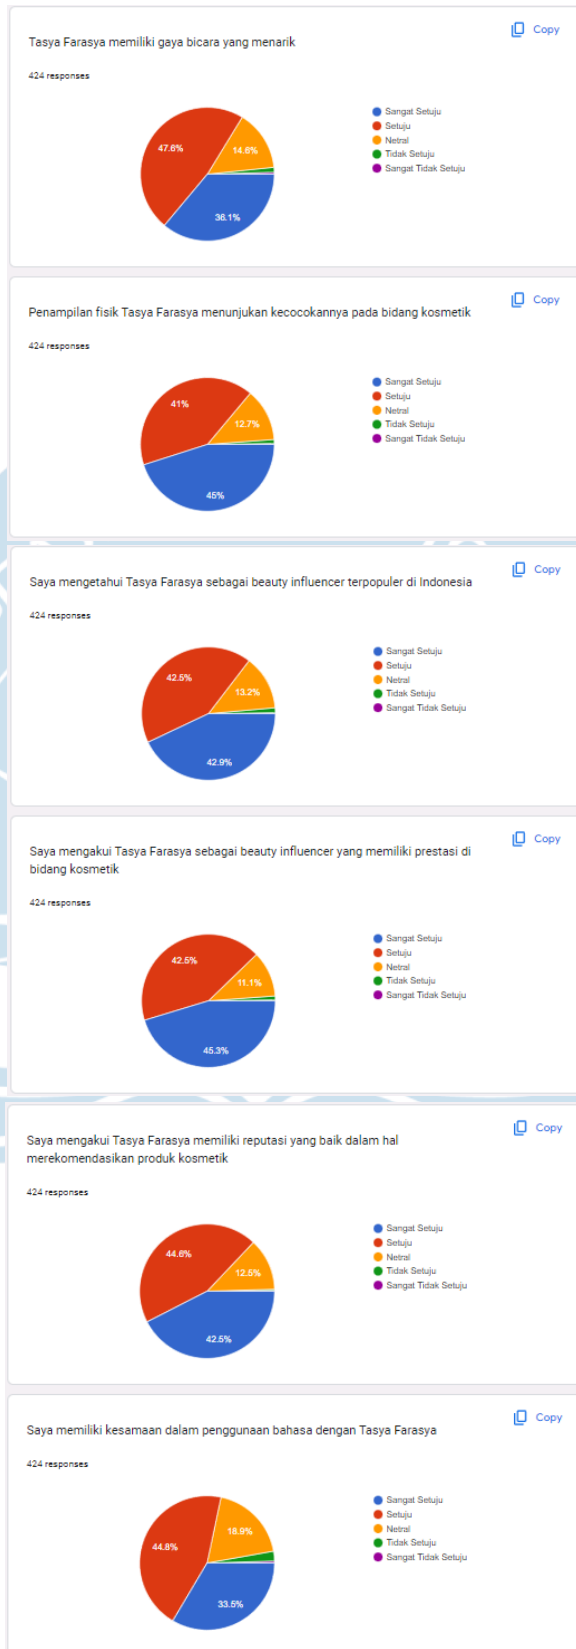 Copy
Tasya Farasya memiliki gaya bicara yang menarik
424 responses
Sangat Setuju
Setuju
Netral
Tidak Setuju
Sangat Tidak Setuju
47.6%
14.6%
36.1%
Copy
Penampilan fisik Tasya Farasya menunjukan kecocokannya pada bidang kosmetik
424 responses
Sangat Setuju
Setuju
Netral
Tidak Setuju
Sangat Tidak Setuju
41%
12.7%
45%
Copy
Saya mengetahui Tasya Farasya sebagai beauty influencer terpopuler di Indonesia
424 responses
Sangat Setuju
Setuju
Netral
Tidak Setuju
Sangat Tidak Setuju
42.5%
13.2%
42.9%
Copy
Saya mengakui Tasya Farasya sebagai beauty influencer yang memiliki prestasi di
bidang kosmetik
424 responses
Sangat Setuju
Setuju
Netral
Tidak Setuju
Sangat Tidak Setuju
42.5%
11.1%
45.3%
Copy
Saya mengakui Tasya Farasya memiliki reputasi yang baik dalam hal
merekomendasikan produk kosmetik
424 responses
Sangat Setuju
Setuju
Netral
Tidak Setuju
Sangat Tidak Setuju
44.6%
12.5%
42.5%
Copy
Saya memiliki kesamaan dalam penggunaan bahasa dengan Tasya Farasya
424 responses
Sangat Setuju
Setuju
Netral
Tidak Setuju
Sangat Tidak Setuju
44.8%
18.9%
33.5%